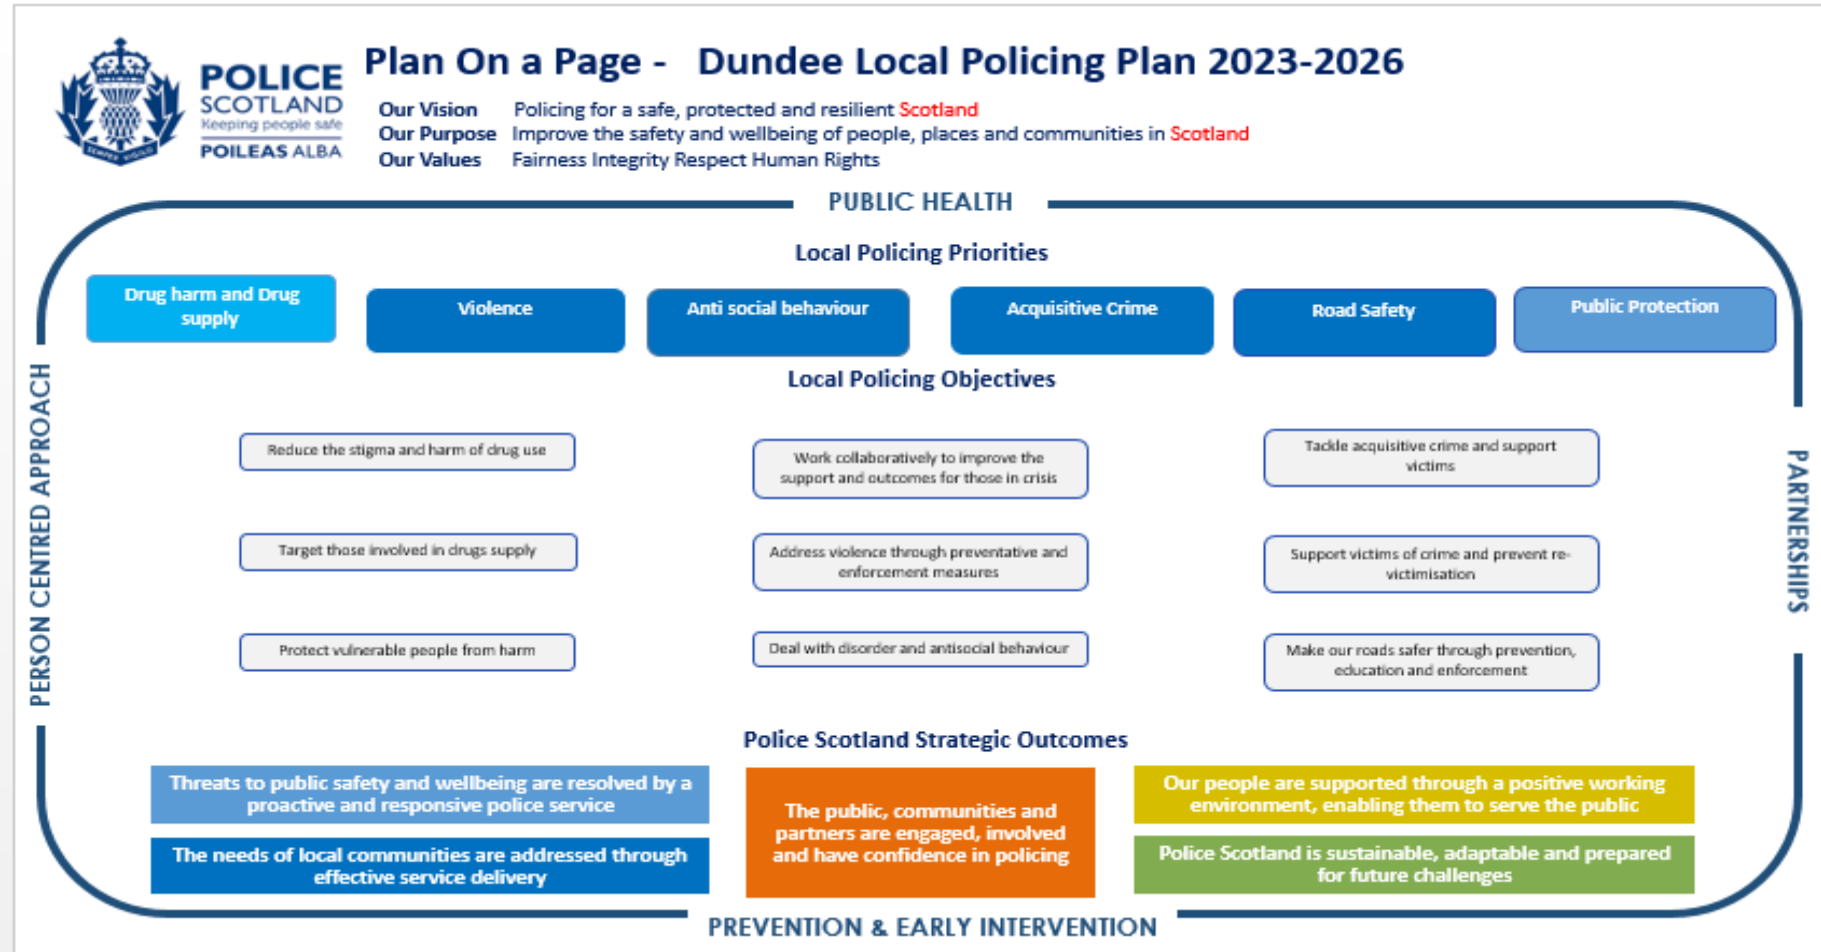 POLICE
SCOTLAND
Keeping people safe
POILEAS ALBA
SEMPER VIGILO
Plan On a Page - Dundee Local Policing Plan 2023-2026
Our Vision Policing for a safe, protected and resilient Scotland
Our Purpose Improve the safety and wellbeing of people, places and communities in Scotland
Our Values Fairness Integrity Respect Human Rights
PUBLIC HEALTH
Local Policing Priorities
Drug harm and Drug
supply
Violence
Anti social behaviour
Acquisitive Crime
Road Safety
Public Protection
Local Policing Objectives
Reduce the stigma and harm of drug use
Target those involved in drugs supply
Protect vulnerable people from harm
Work collaboratively to improve the
support and outcomes for those in crisis
Address violence through preventative and
enforcement measures
Deal with disorder and antisocial behaviour
Tackle acquisitive crime and support
victims
Support victims of crime and prevent re-
victimisation
Make our roads safer through prevention,
education and enforcement
PERSON CENTRED APPROACH
PARTNERSHIPS
Police Scotland Strategic Outcomes
Threats to public safety and wellbeing are resolved by a
proactive and responsive police service
The needs of local communities are addressed through
effective service delivery
The public, communities and
partners are engaged, involved
and have confidence in policing
Our people are supported through a positive working
environment, enabling them to serve the public
Police Scotland is sustainable, adaptable and prepared
for future challenges
PREVENTION & EARLY INTERVENTION